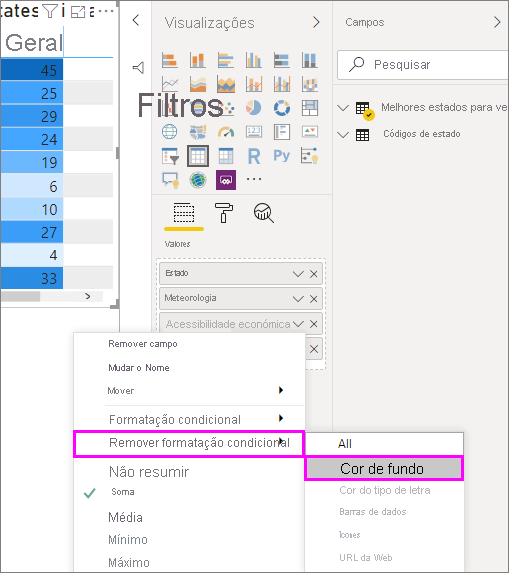 Geral
45
25
29
24
19
6
10
27
4
33
Filtros
Visualizações
123
R Py
Valores
Estado
Meteorologia
Acessibilidade económica
Campos
Pesquisar
Melhores estados para ve
Códigos de estado
Remover campo
Mudar o Nome
Mover
Formatação condicional
Remover formatação condicional
Não resumir
Soma
Média
Mínimo
Máximo
All
Cor de fundo
Cor do tipo de letra
Barras de dados
Ícones
URL da Web